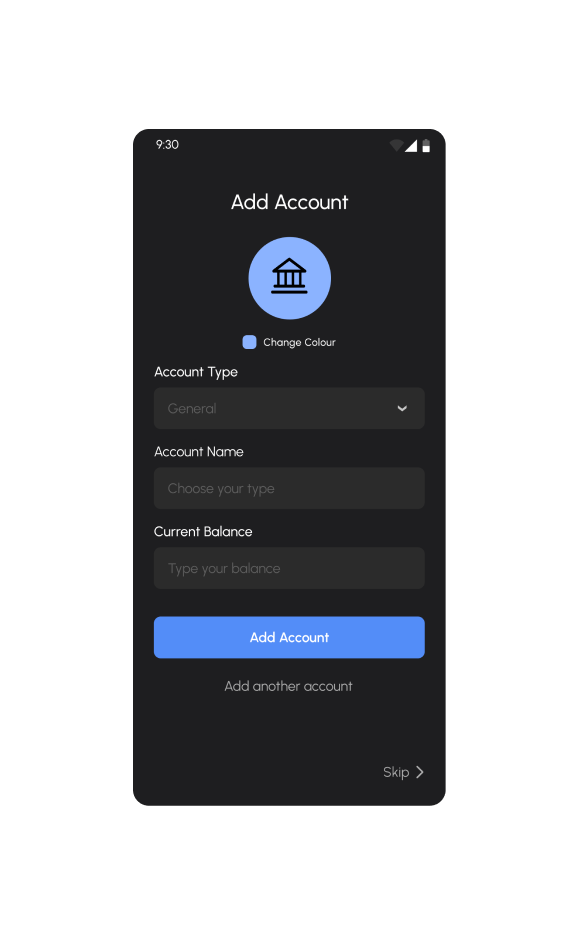 9:30
Add Account
Change Colour
Account Type
General
Account Name
Choose your type
Current Balance
Type your balance
Add Account
Add another account
Skip